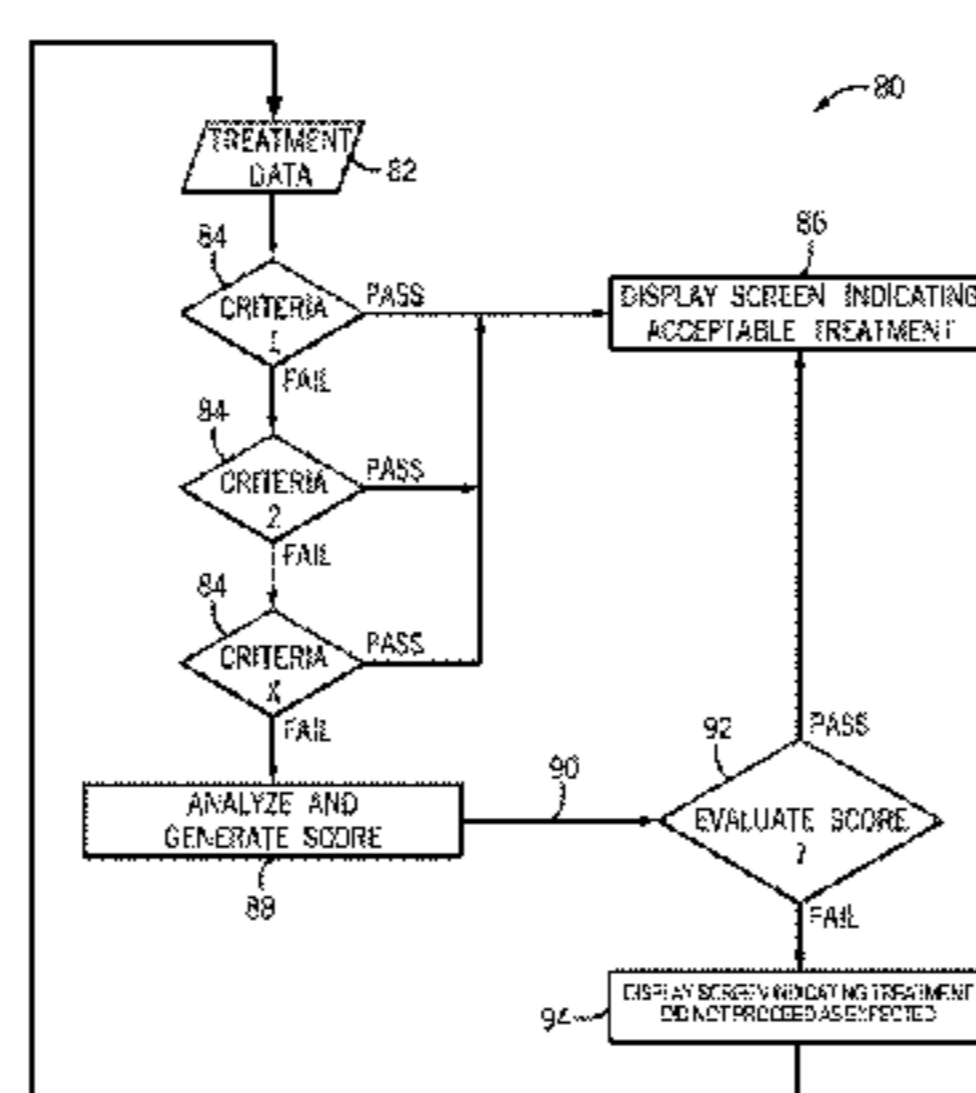 80
TREATMENT
DATA
82
84
CRITERIA
1
PASS
FAIL
86
DISPLAY SCREEN INDICATING
ACCEPTABLE TREATMENT
84
CRITERIA
2
PASS
FAIL
84
CRITERIA
X
PASS
FAIL
ANALYZE AND
GENERATE SCORE
88
90
92
PASS
EVALUATE SCORE
?
FAIL
DISPLAY SCREEN INDICATING TREATMENT
DID NOT PROCEED AS EXPECTED
94